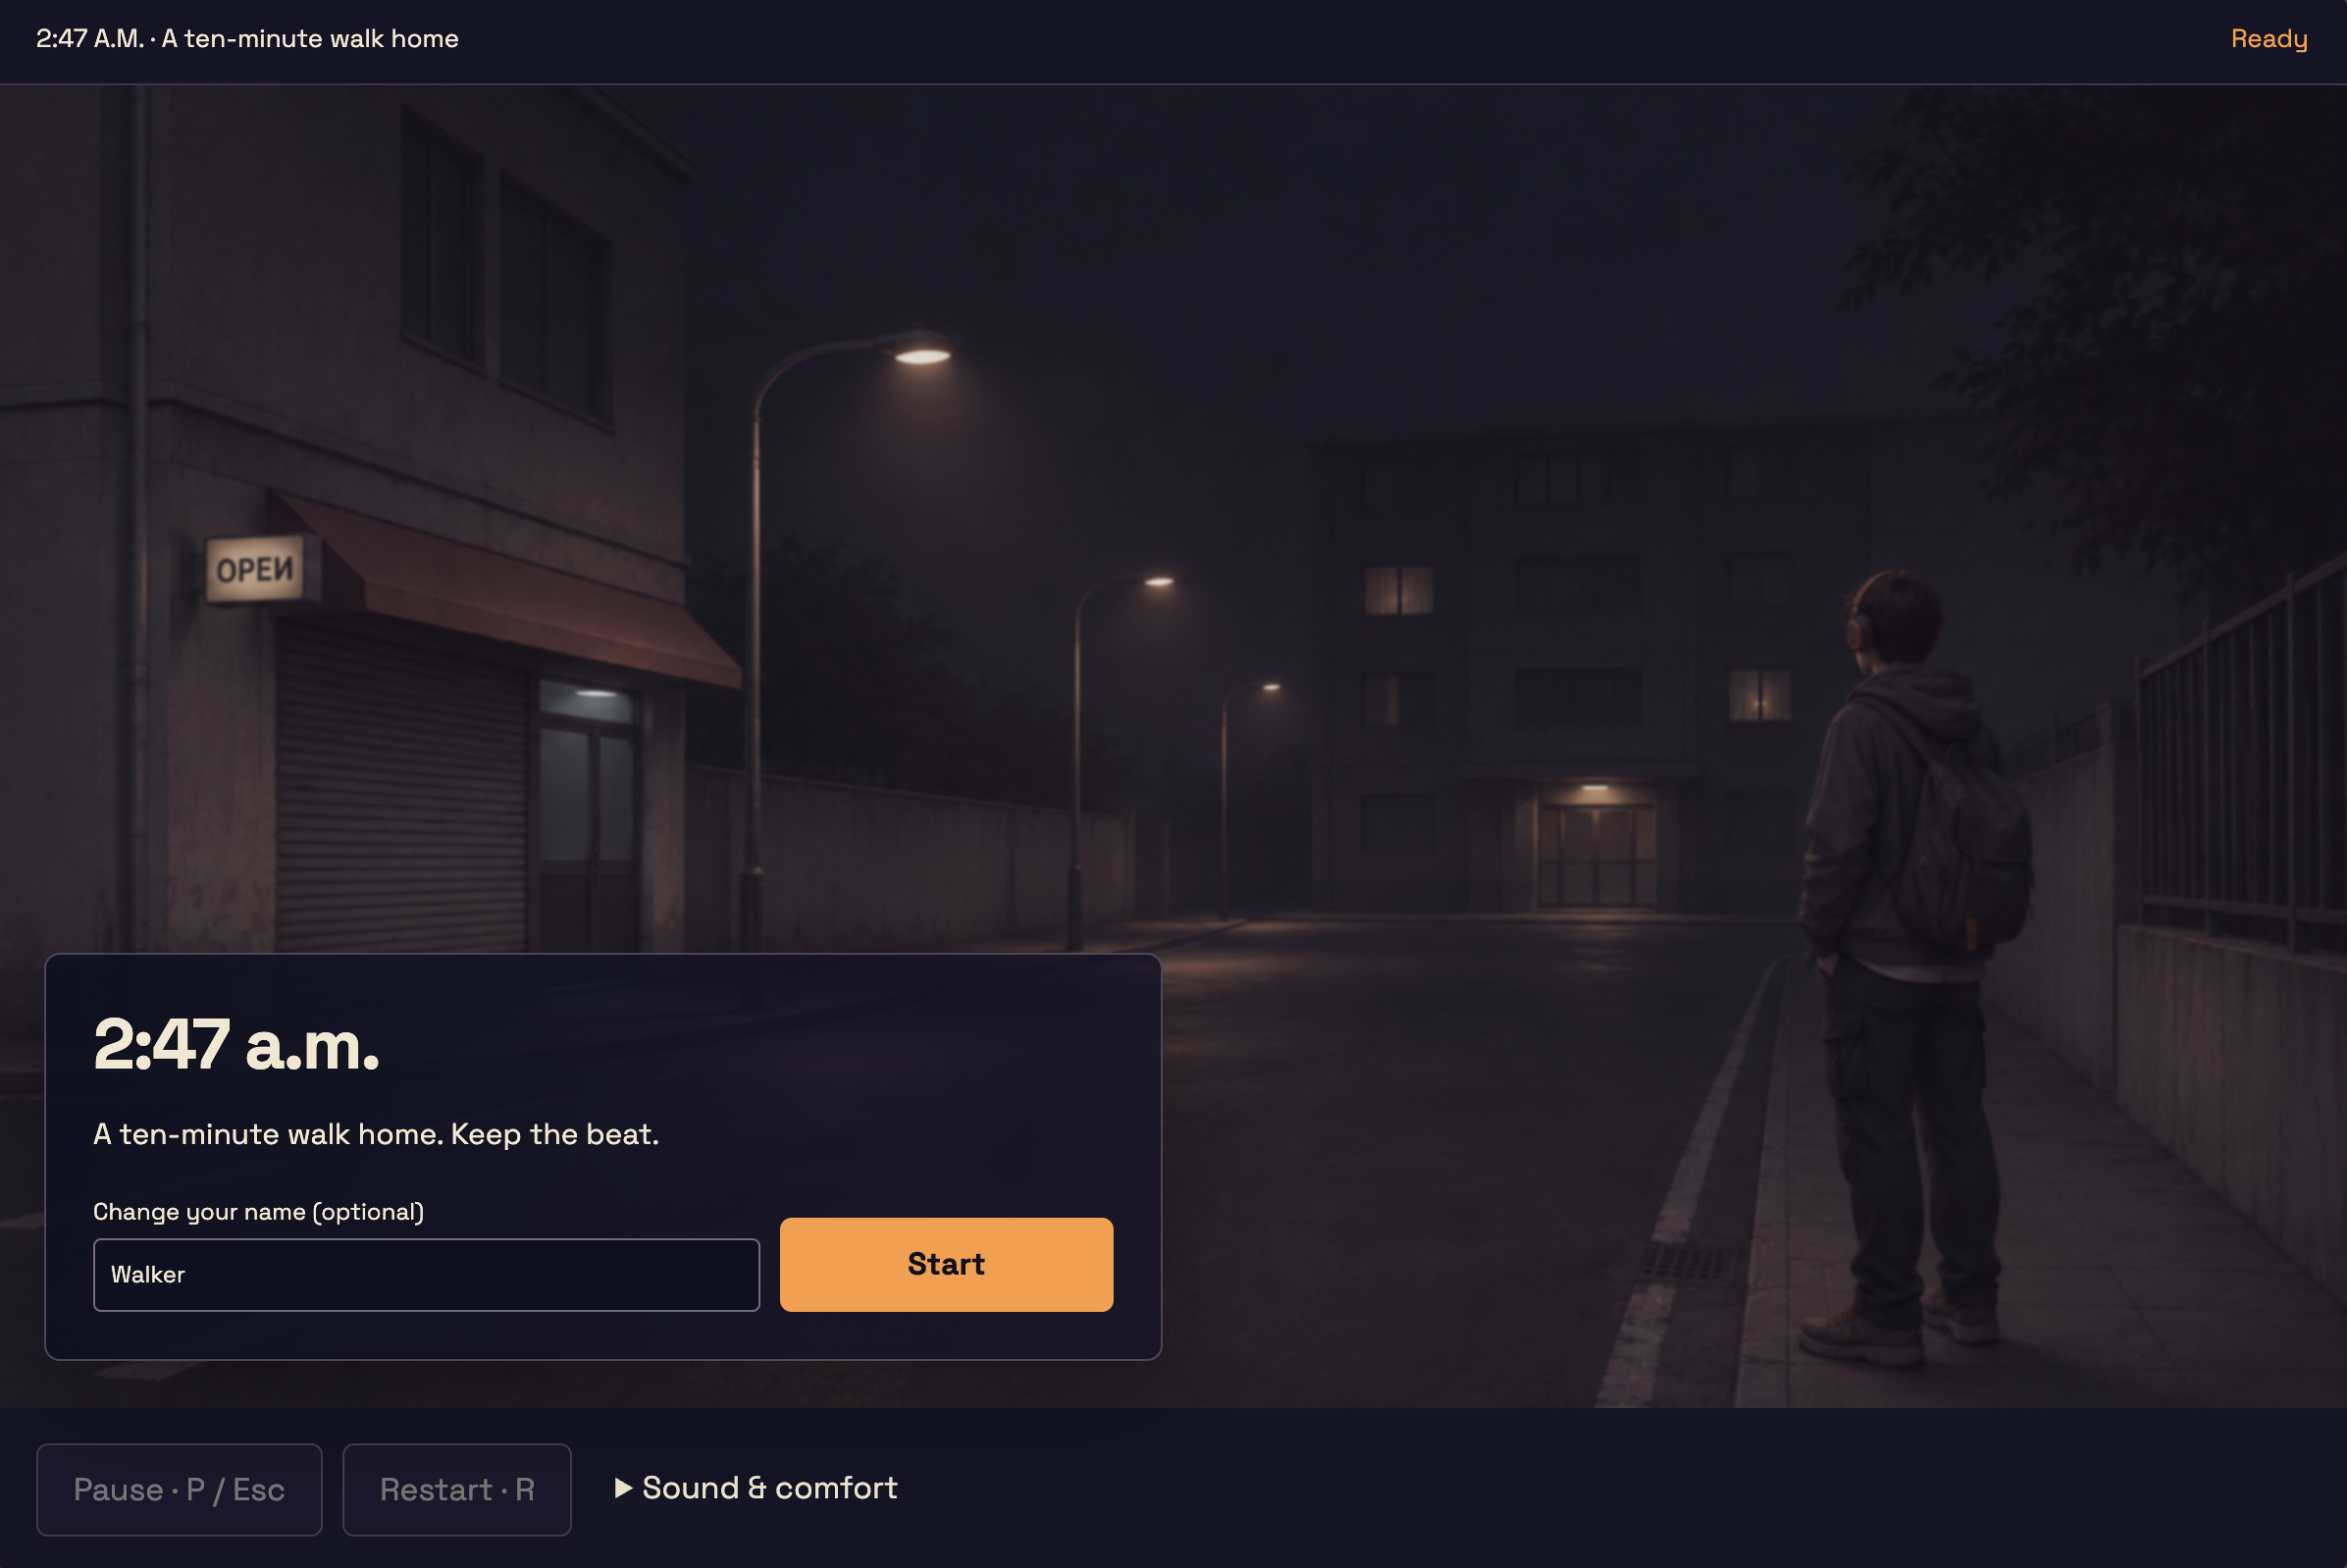 2:47 A.M. · A ten-minute walk home
Ready
OPEИ
2:47 a.m.
A ten-minute walk home. Keep the beat.
Change your name (optional)
Walker
Start
Pause · P / Esc
Restart · R
Sound & comfort